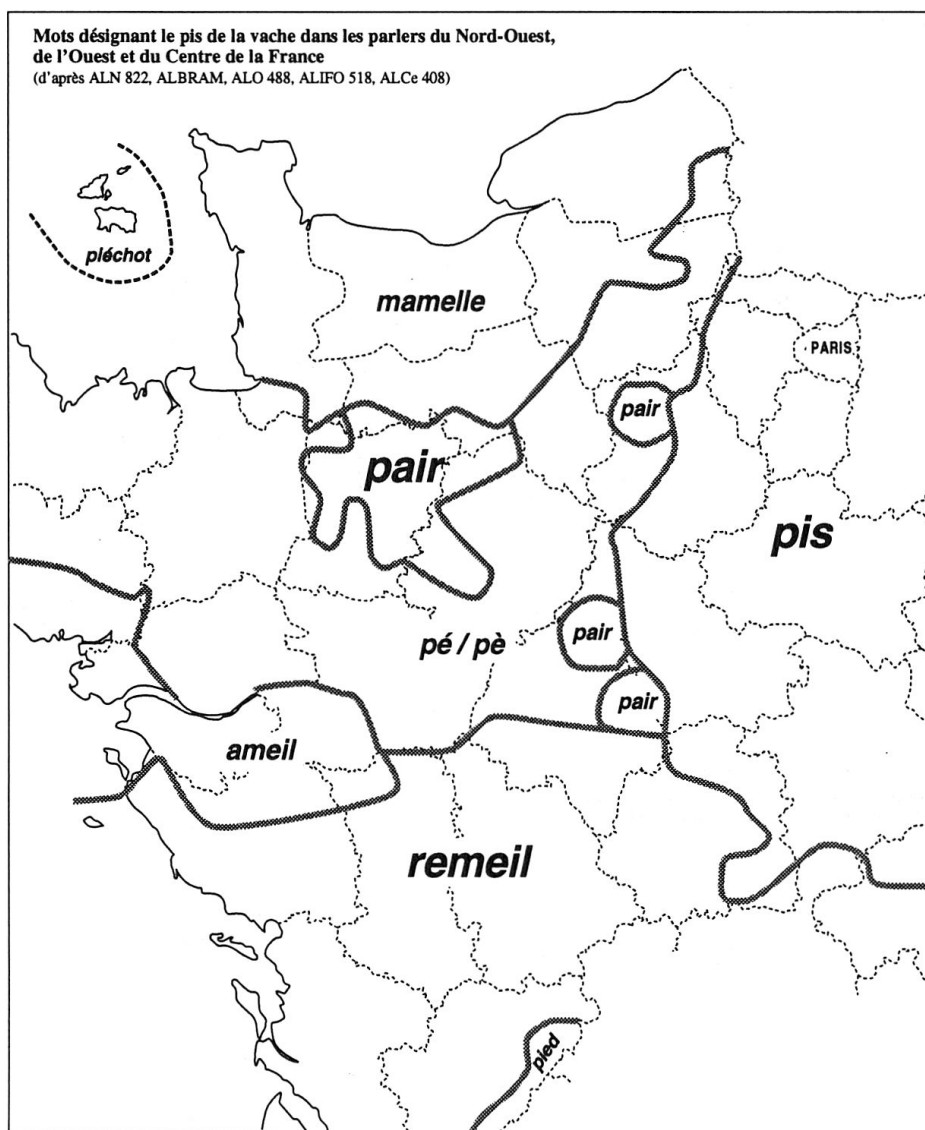 Mots désignant le pis de la vache dans les parlers du Nord-Ouest,
de l'Ouest et du Centre de la France
(d'après ALN 822, ALBRAM, ALO 488, ALIFO 518, ALCe 408)
pléchot
mamelle
PARIS
pair
pair
pis
pair
pé / pè
pair
ameil
remeil
pied